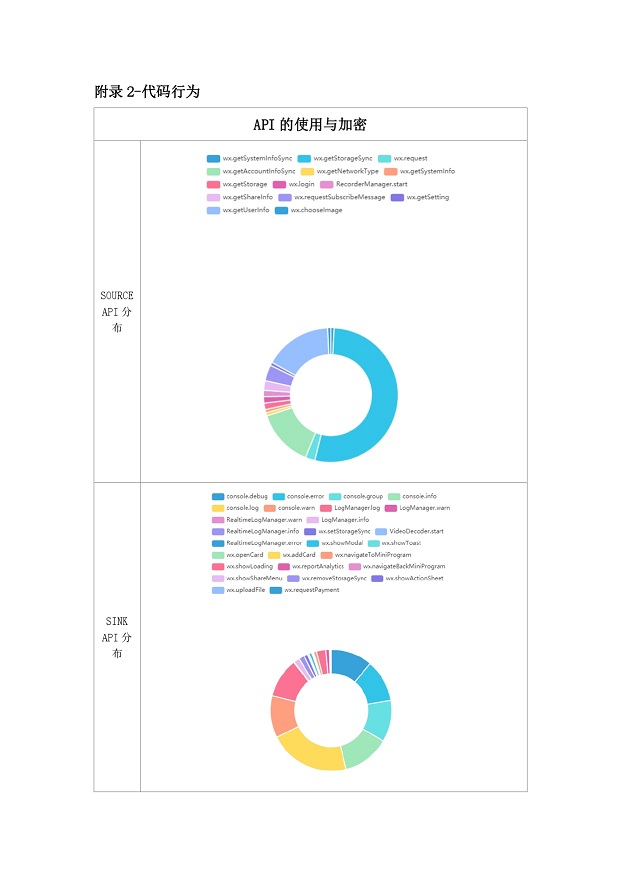 附录 2-代码行为
API 的使用与加密
wx.getSystemInfoSync wx.getStorageSync wx.request
wx.getAccountInfoSync wx.getNetworkType wx.getSystemInfo
wx.getStorage wx.login RecorderManager.start
wx.getShareInfo wx.requestSubscribeMessage wx.getSetting
wx.getUserInfo wx.chooseImage
SOURCE
API 分
布
console.debug console.error console.group console.info
console.log console.warn LogManager.log LogManager.warn
RealtimeLogManager.warn LogManager.info
RealtimeLogManager.info wx.setStorageSync VideoDecoder.start
RealtimeLogManager.error wx.showModal wx.showToast
wx.openCard wx.addCard wx.navigateToMiniProgram
wx.showLoading wx.reportAnalytics wx.navigateBackMiniProgram
wx.showShareMenu wx.removeStorageSync wx.showActionSheet
wx.uploadFile wx.requestPayment
SINK
API 分
布